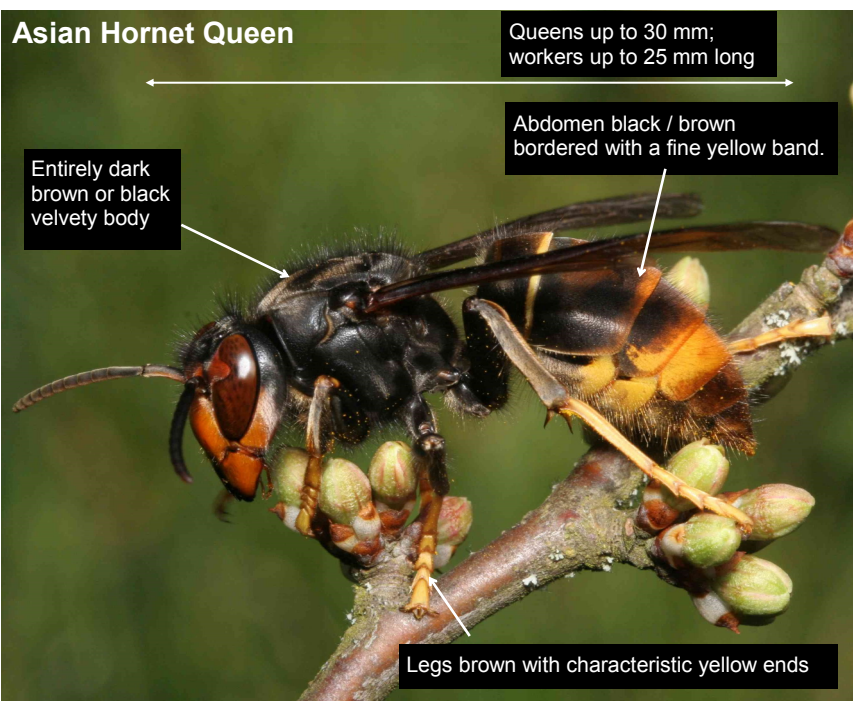 Asian Hornet Queen
Queens up to 30 mm;
workers up to 25 mm long
Abdomen black / brown
bordered with a fine yellow band.
Entirely dark
brown or black
velvety body
Legs brown with characteristic yellow ends